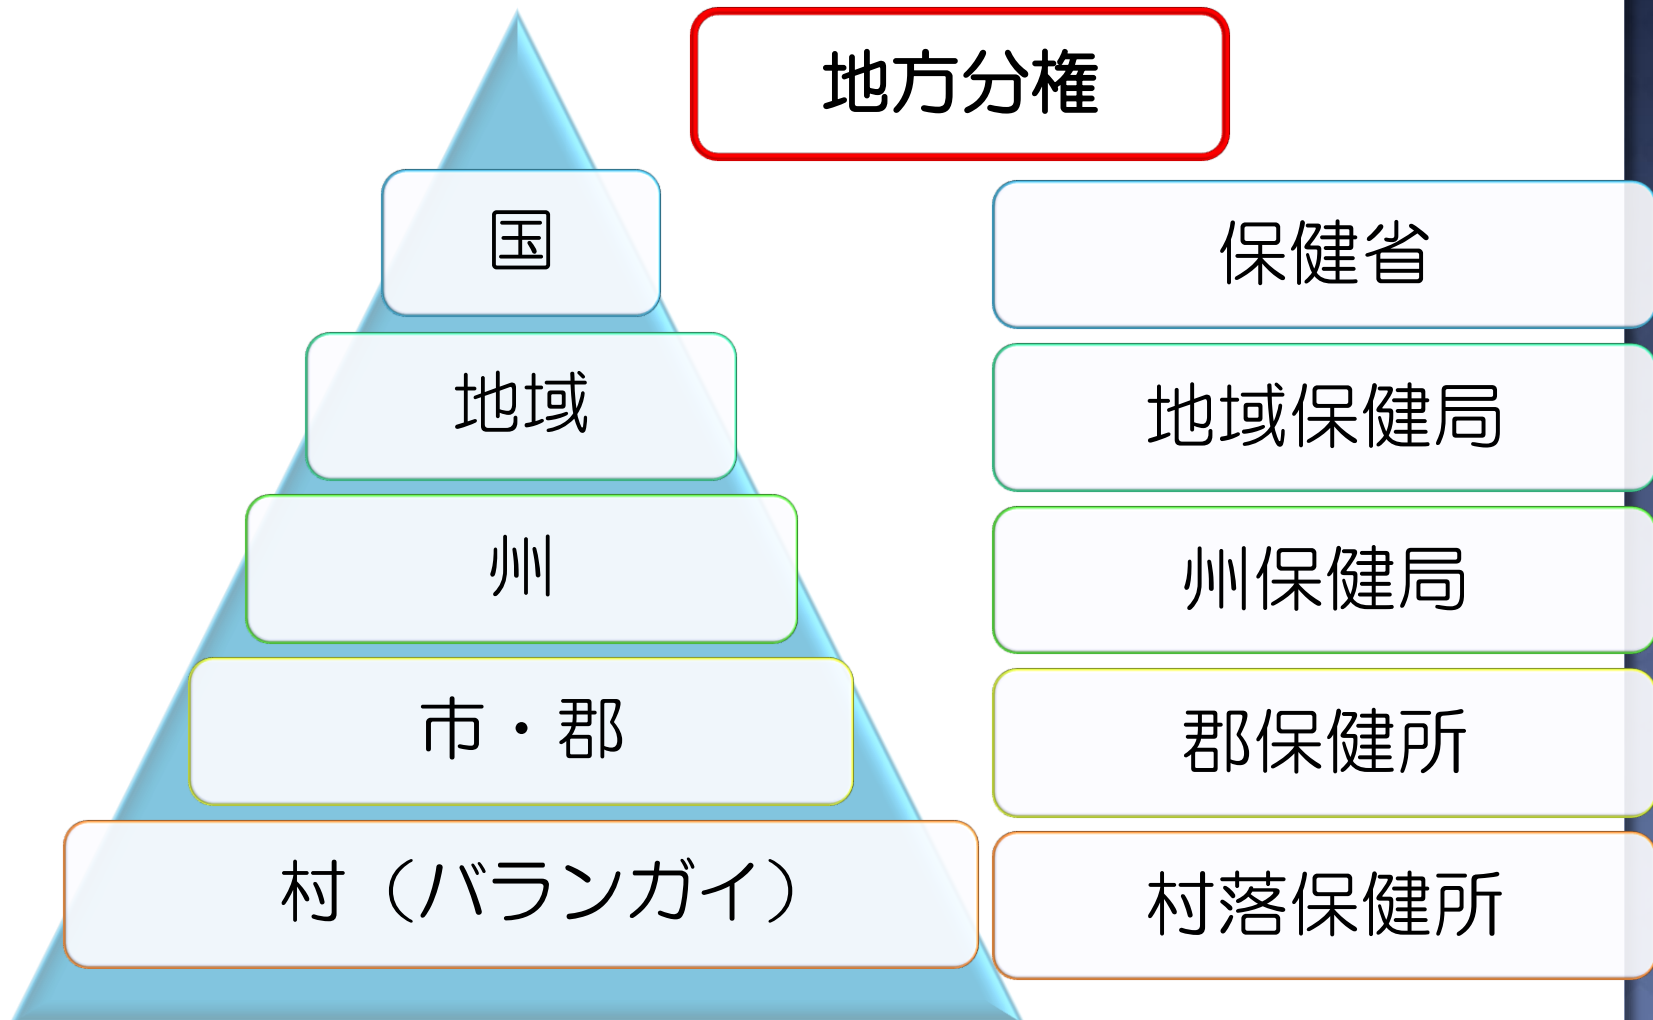 地方分権
国
保健省
地域
地域保健局
州
州保健局
市・郡
郡保健所
村（バランガイ）
村落保健所